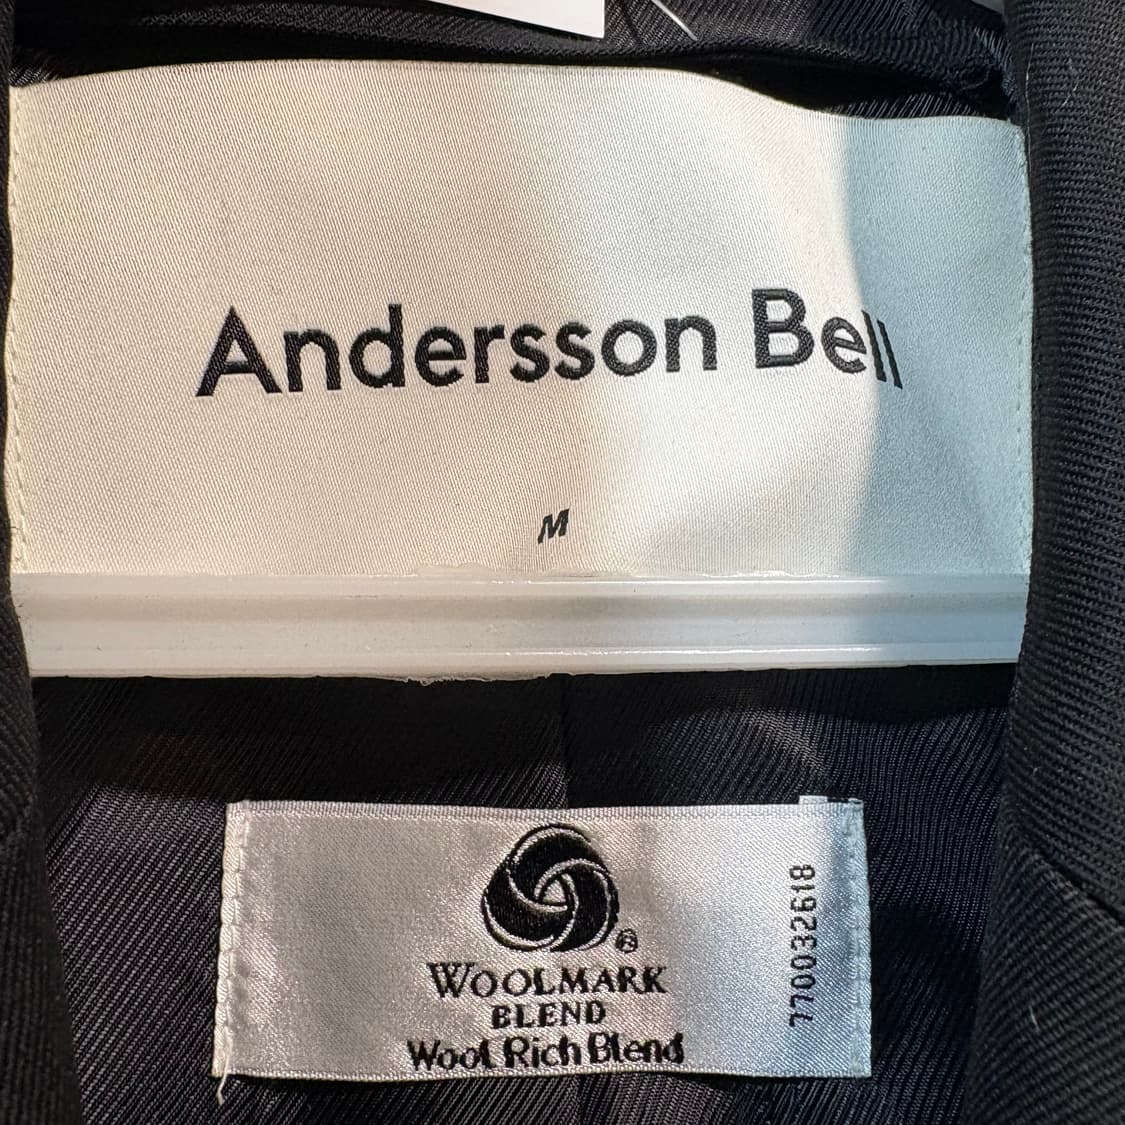 Andersson Bell
M
®
WOOLMARK
BLEND
Wool Rich Blend
770032618